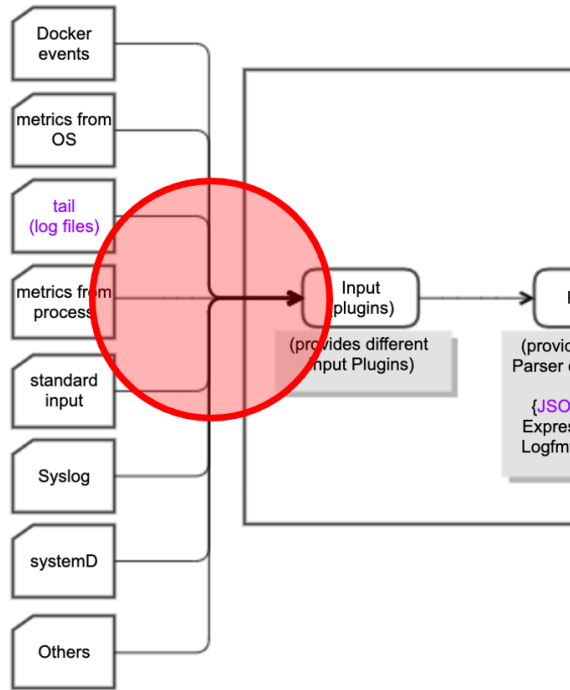 Docker
events
metrics from
OS
tail
(log files)
metrics from
process
standard
input
Syslog
systemD
Others
Input
(plugins)
(provides different
Input Plugins)
Parser
{JSO
Logfm